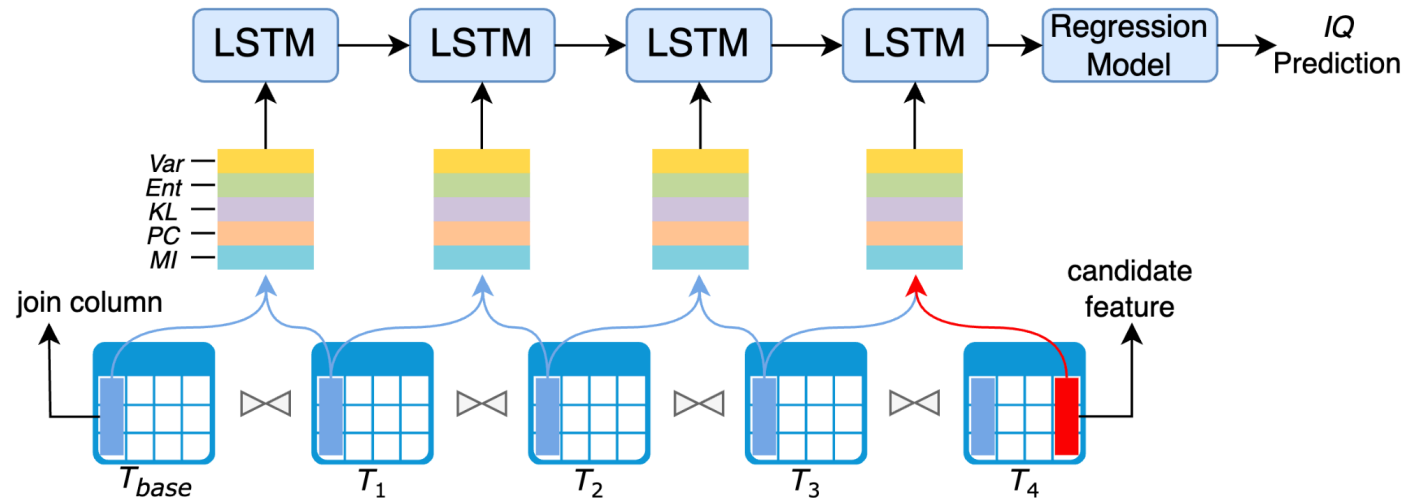 LSTM
LSTM
LSTM
LSTM
Regression
Model
IQ
Prediction
Var
Ent
KL
PC
MI
join column
candidate
feature
T_base
T_1
T_2
T_3
T_4